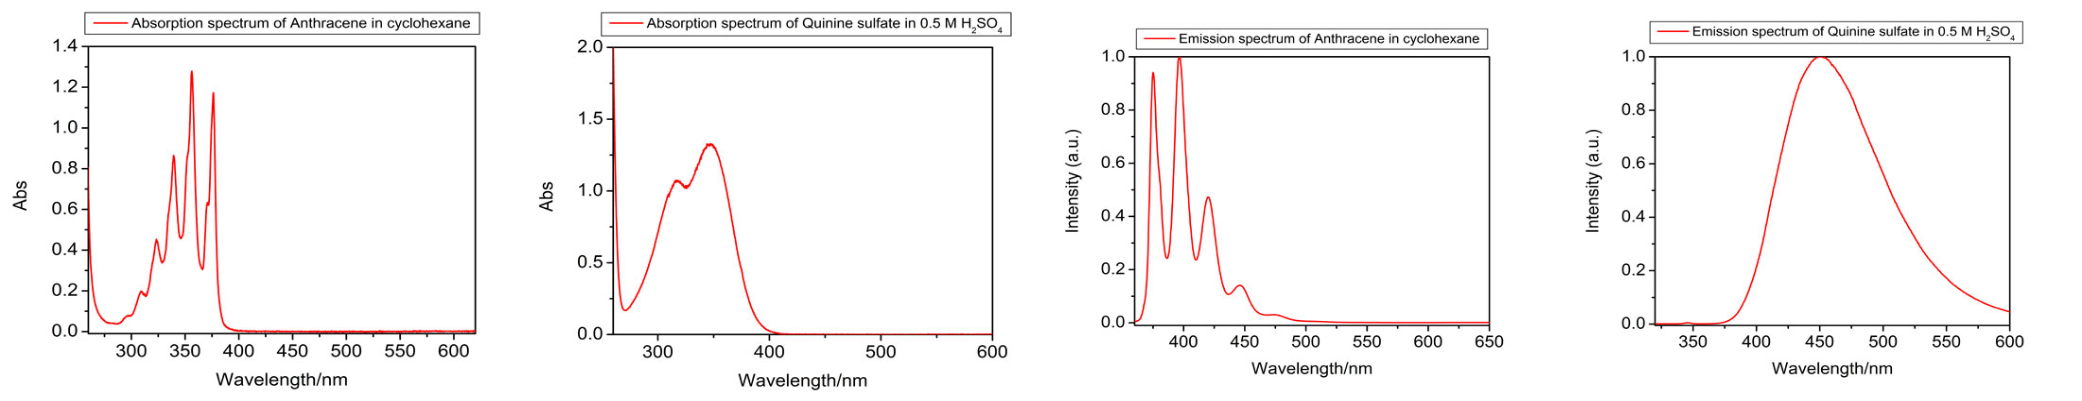 Absorption spectrum of Anthracene in cyclohexane
1.4
1.2
1.0
0.8
0.6
0.4
0.2
0.0
Abs
300 350 400 450 500 550 600
Wavelength/nm
Absorption spectrum of Quinine sulfate in 0.5 M H₂SO₄
2.0
1.5
1.0
0.5
0.0
Abs
300 400 500 600
Wavelength/nm
Emission spectrum of Anthracene in cyclohexane
1.0
0.8
0.6
0.4
0.2
0.0
Intensity (a.u.)
400 450 500 550 600 650
Wavelength/nm
Emission spectrum of Quinine sulfate in 0.5 M H₂SO₄
1.0
0.8
0.6
0.4
0.2
0.0
Intensity (a.u.)
350 400 450 500 550 600
Wavelength/nm